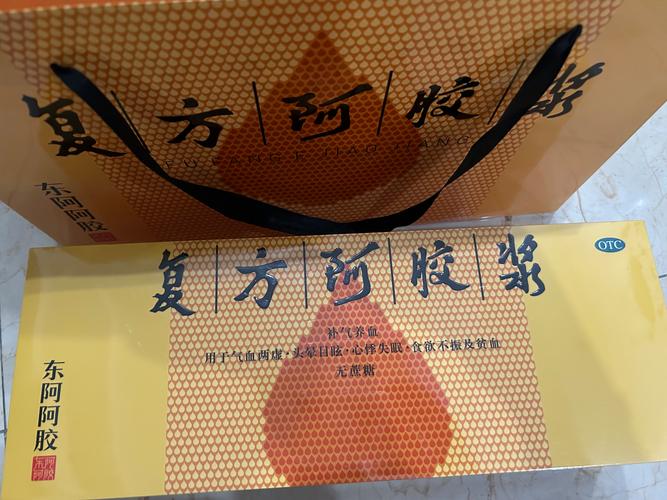 复方阿胶浆
FU FANG E JIAO JIANG
东阿阿胶
复方阿胶浆
OTC
补气养血
用于气血两虚·头晕目眩·心悸失眠·食欲不振及贫血
无蔗糖
东阿阿胶